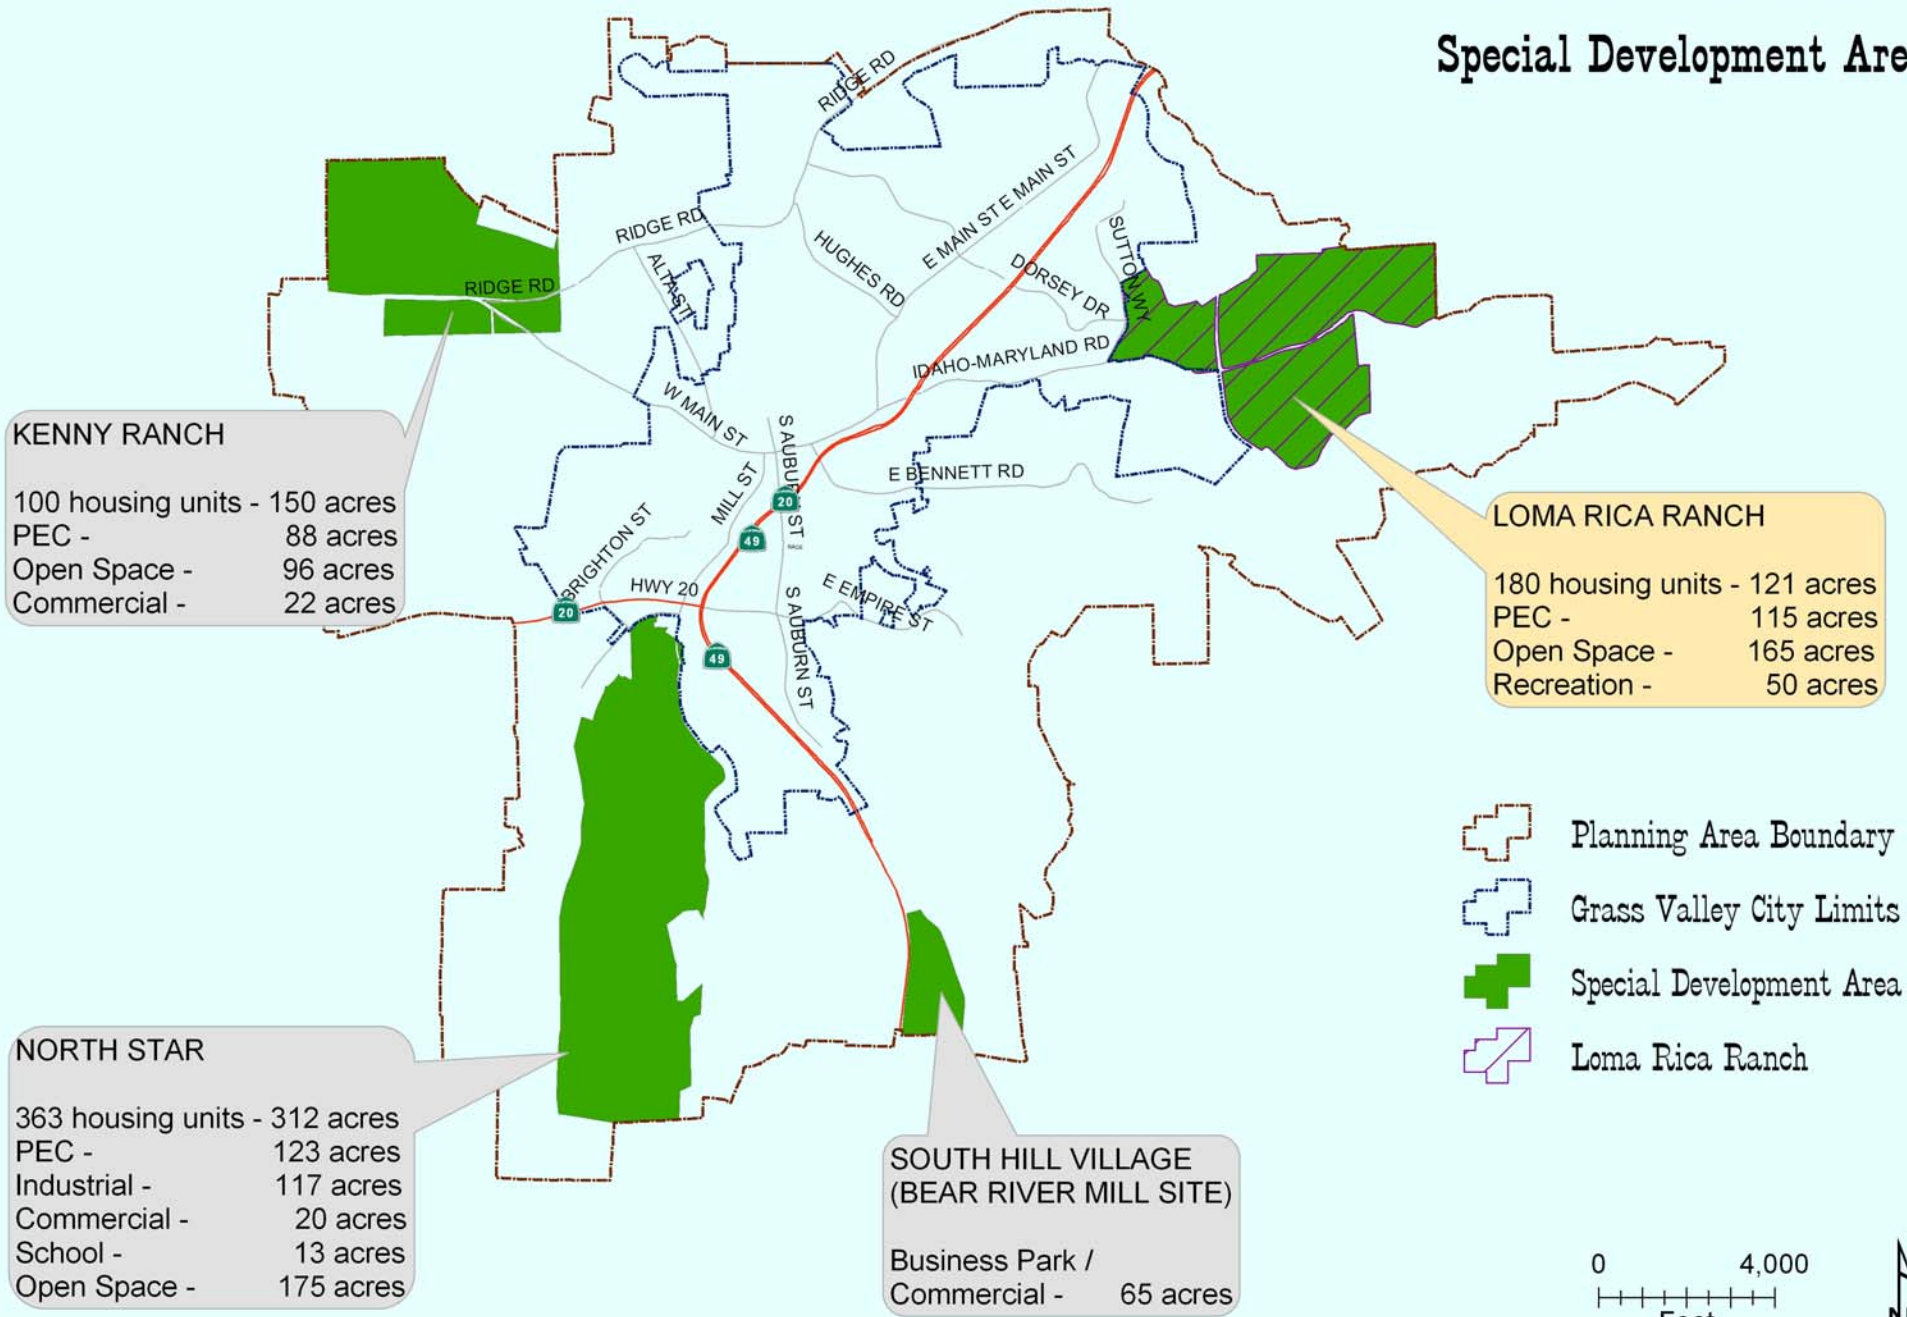 Special Development Are
RIDGE RD
RIDGE RD
RIDGE RD
E MAIN ST
E MAIN ST
HUGHES RD
DORSEY DR
SUTTON WY
ALTA ST
IDAHO-MARYLAND RD
W MAIN ST
S AUBURN ST
MILL ST
E BENNETT RD
BRIGHTON ST
HWY 20
E EMPIRE ST
S AUBURN ST
20
49
20
49
RACE
KENNY RANCH
100 housing units - 150 acres
PEC - 88 acres
Open Space - 96 acres
Commercial - 22 acres
LOMA RICA RANCH
180 housing units - 121 acres
PEC - 115 acres
Open Space - 165 acres
Recreation - 50 acres
NORTH STAR
363 housing units - 312 acres
PEC - 123 acres
Industrial - 117 acres
Commercial - 20 acres
School - 13 acres
Open Space - 175 acres
SOUTH HILL VILLAGE
(BEAR RIVER MILL SITE)
Business Park /
Commercial - 65 acres
Planning Area Boundary
Grass Valley City Limits
Special Development Area
Loma Rica Ranch
0 4,000
Feet